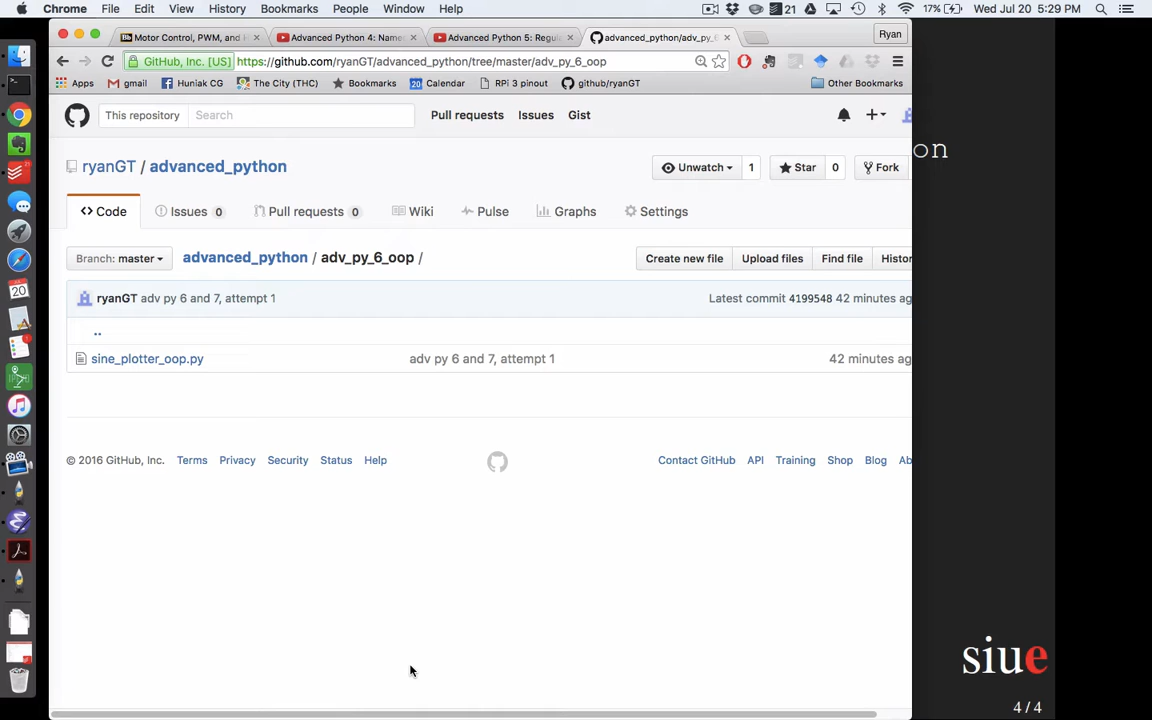 Chrome File Edit View History Bookmarks People Window Help 21 17% Wed Jul 20 5:29 PM
Motor Control, PWM, and Advanced Python 4: Name Advanced Python 5: Regul advanced_python/adv_py_6 Ryan
GitHub, Inc. [US] https://github.com/ryanGT/advanced_python/tree/master/adv_py_6_oop
Apps gmail Huniak CG The City (THC) Bookmarks 20 Calendar RPi 3 pinout github/ryanGT Other Bookmarks
This repository Search Pull requests Issues Gist
on
ryanGT / advanced_python Unwatch 1 Star 0 Fork
Code Issues 0 Pull requests 0 Wiki Pulse Graphs Settings
Branch: master advanced_python / adv_py_6_oop / Create new file Upload files Find file Histor
ryanGT adv py 6 and 7, attempt 1 Latest commit 4199548 42 minutes ag
..
sine_plotter_oop.py adv py 6 and 7, attempt 1 42 minutes ag
© 2016 GitHub, Inc. Terms Privacy Security Status Help Contact GitHub API Training Shop Blog Ab
siue
4 / 4